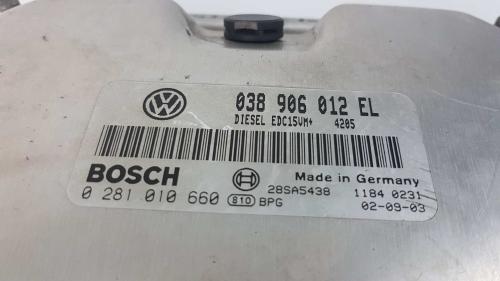 038 906 012 EL
DIESEL EDC15VM+ 4205
BOSCH
Made in Germany
28SA5438 1184 0231
0 281 010 660 810 BPG 02-09-03